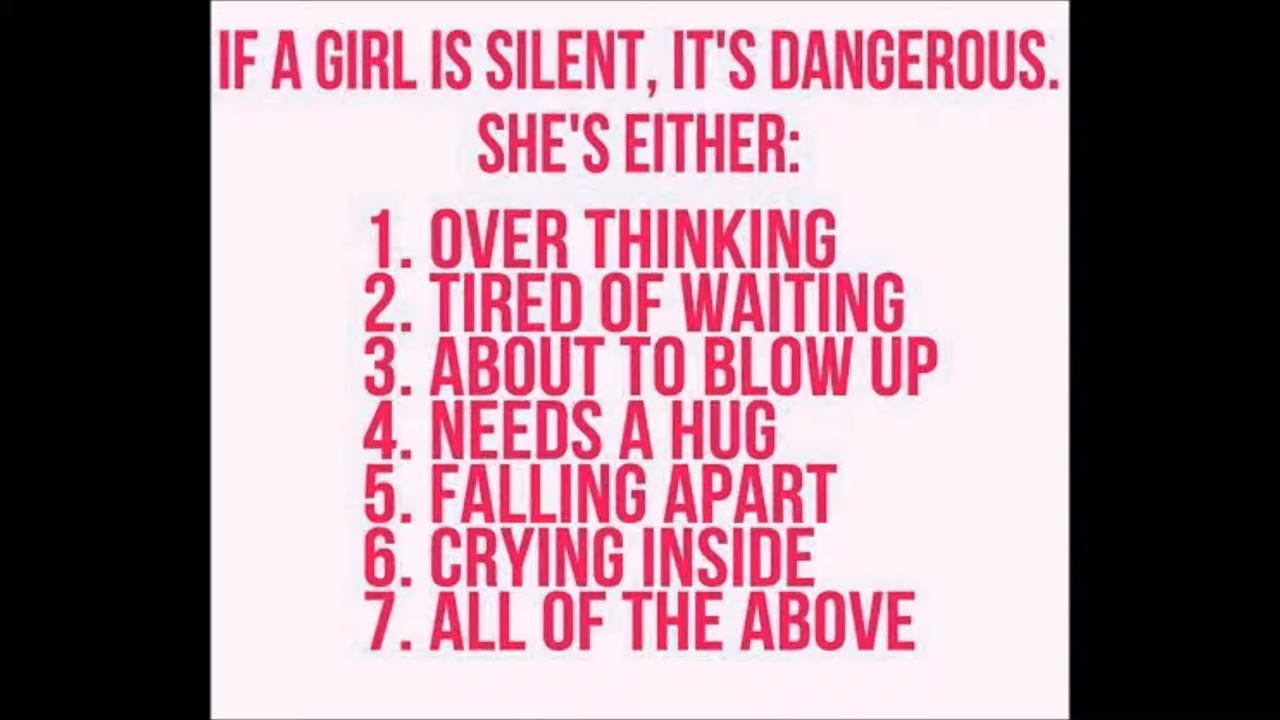 IF A GIRL IS SILENT, IT'S DANGEROUS.
SHE'S EITHER:
1. OVER THINKING
2. TIRED OF WAITING
3. ABOUT TO BLOW UP
4. NEEDS A HUG
5. FALLING APART
6. CRYING INSIDE
7. ALL OF THE ABOVE